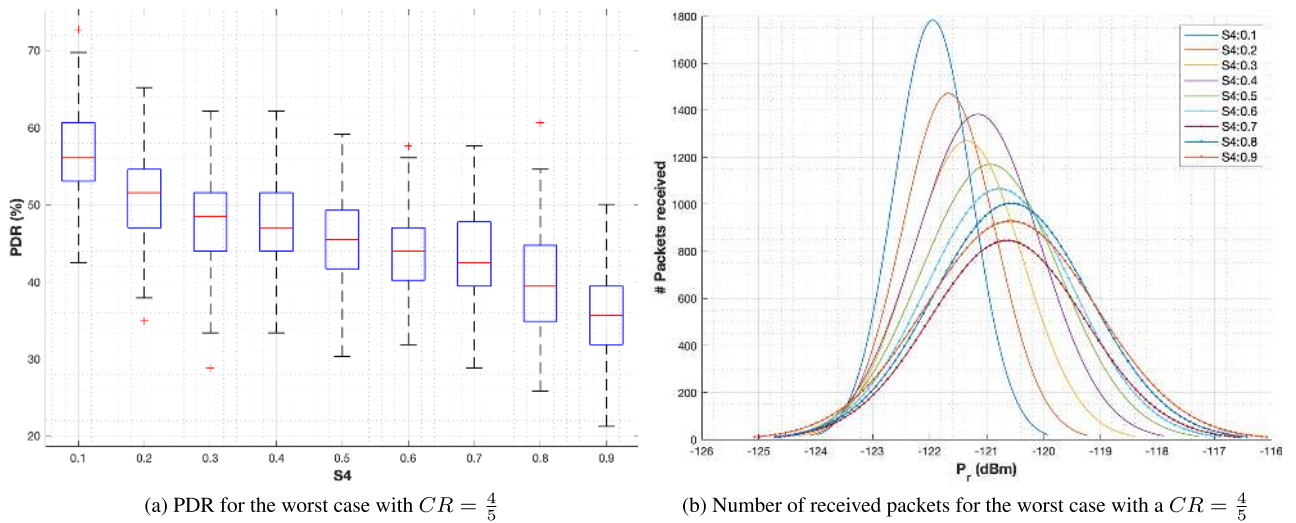 70
60
50
40
30
20
PDR (%)
0.1 0.2 0.3 0.4 0.5 0.6 0.7 0.8 0.9
S4
(a) PDR for the worst case with CR = 4/5
1800
1600
1400
1200
1000
800
600
400
200
0
# Packets received
S4:0.1
S4:0.2
S4:0.3
S4:0.4
S4:0.5
S4:0.6
S4:0.7
S4:0.8
S4:0.9
-126 -125 -124 -123 -122 -121 -120 -119 -118 -117 -116
P_r (dBm)
(b) Number of received packets for the worst case with a CR = 4/5